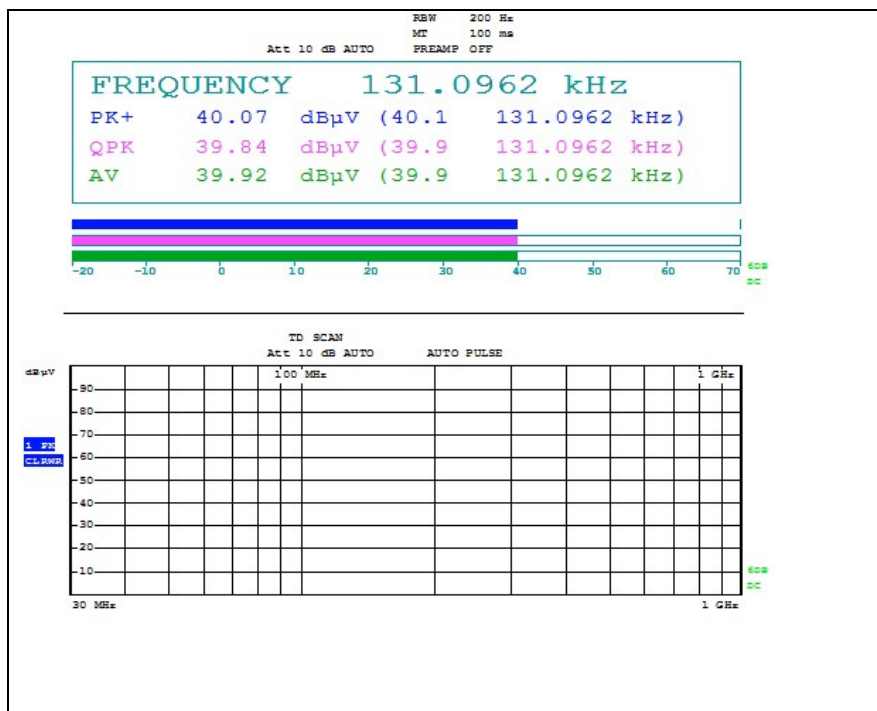 RBW 200 Hz
MT 100 ms
Att 10 dB AUTO PREAMP OFF
FREQUENCY 131.0962 kHz
PK+ 40.07 dBµV (40.1 131.0962 kHz)
QPK 39.84 dBµV (39.9 131.0962 kHz)
AV 39.92 dBµV (39.9 131.0962 kHz)
-20 -10 0 10 20 30 40 50 60 70
6DB
DC
TD SCAN
Att 10 dB AUTO AUTO PULSE
dBµV
100 MHz 1 GHz
90
80
70
1 PK
CLRWR
60
50
40
30
20
10
6DB
DC
30 MHz 1 GHz